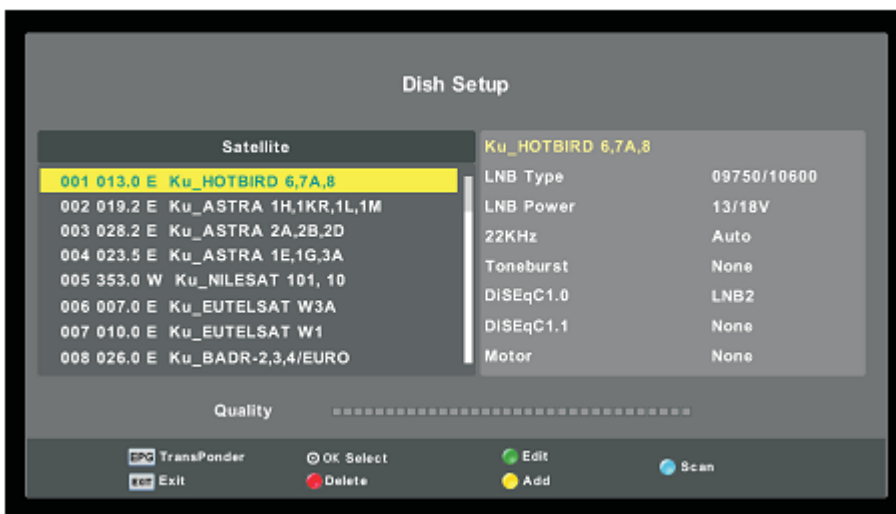 Dish Setup
Satellite
001 013.0 E Ku_HOTBIRD 6,7A,8
002 019.2 E Ku_ASTRA 1H,1KR,1L,1M
003 028.2 E Ku_ASTRA 2A,2B,2D
004 023.5 E Ku_ASTRA 1E,1G,3A
005 353.0 W Ku_NILESAT 101, 10
006 007.0 E Ku_EUTELSAT W3A
007 010.0 E Ku_EUTELSAT W1
008 026.0 E Ku_BADR-2,3,4/EURO
Ku_HOTBIRD 6,7A,8
LNB Type 09750/10600
LNB Power 13/18V
22KHz Auto
Toneburst None
DiSEqC1.0 LNB2
DISEqC1.1 None
Motor None
Quality
EPG TransPonder OK Select Edit Scan
EXIT Exit Delete Add